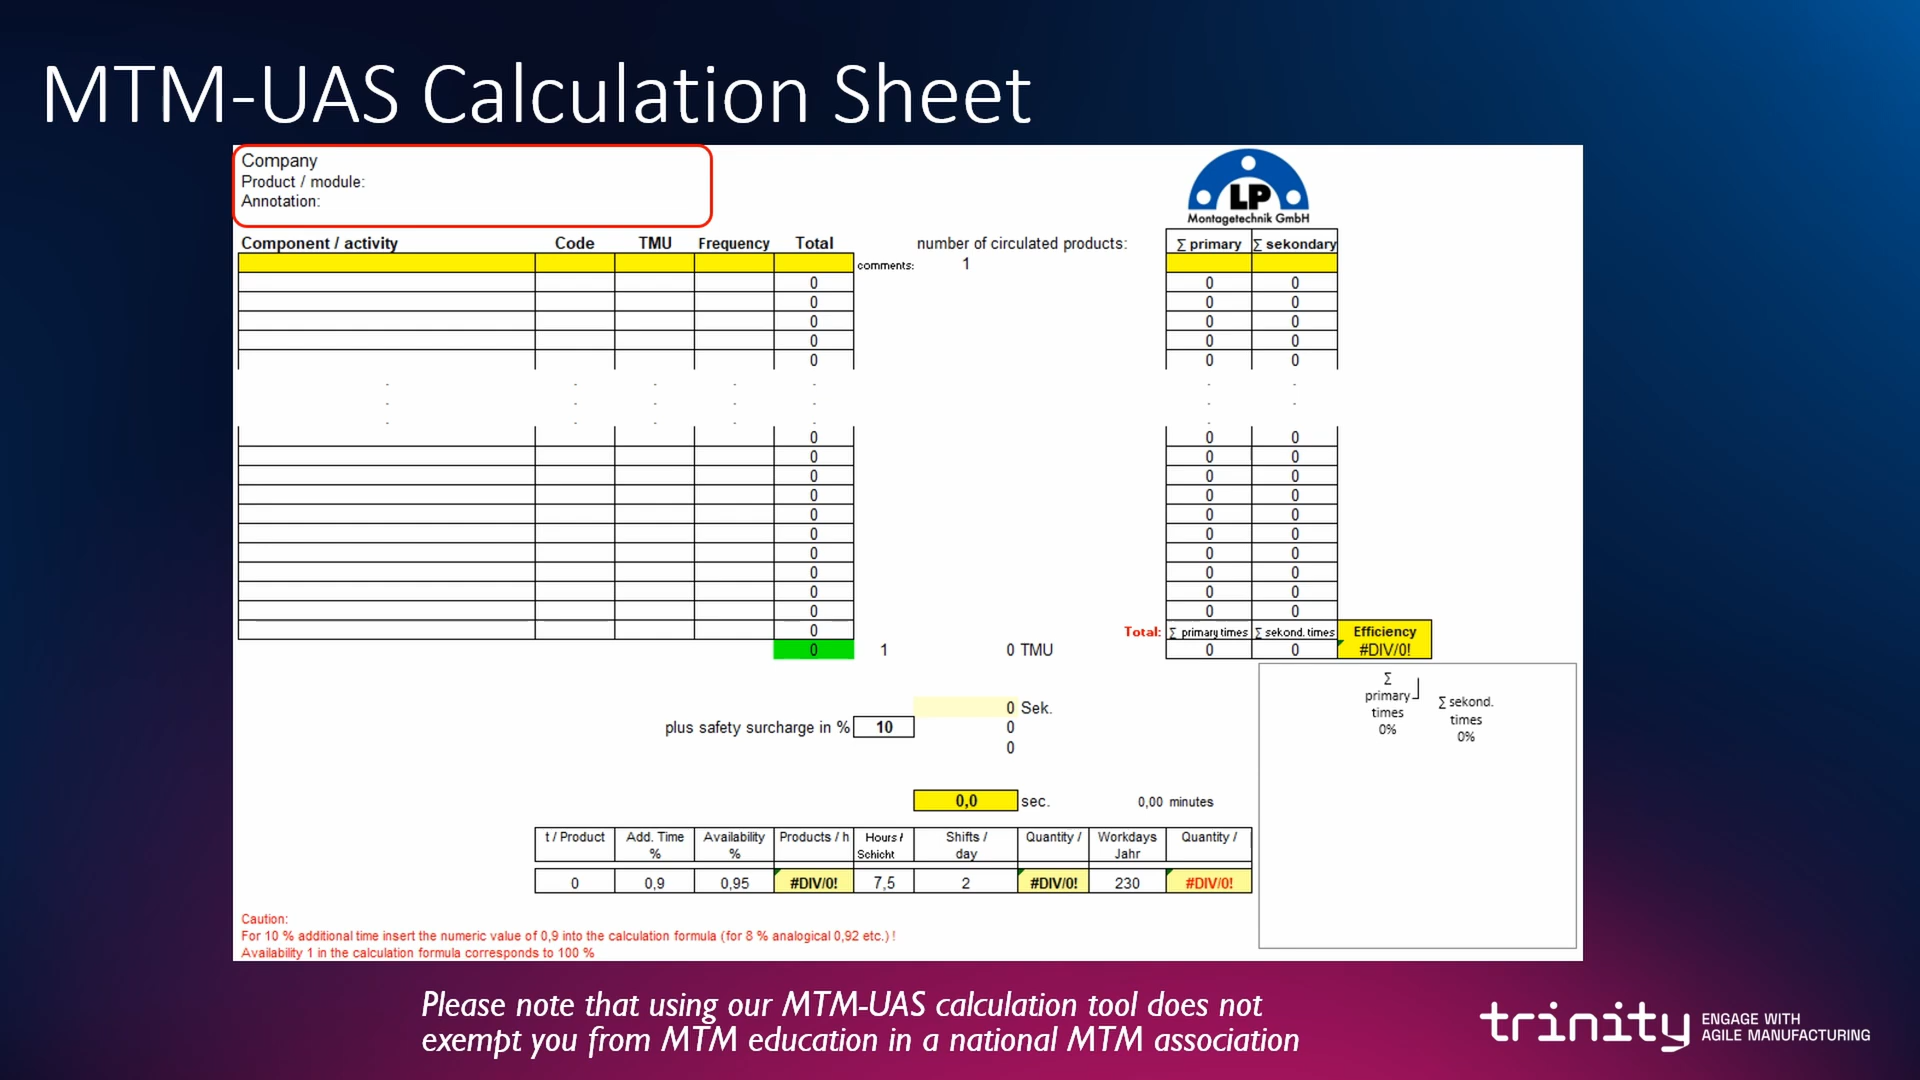 MTM-UAS Calculation Sheet
Company
Product / module:
Annotation:
LP
Montagetechnik GmbH
Component / activity Code TMU Frequency Total number of circulated products: ∑ primary ∑ sekondary
comments: 1
0 0 0
0 0 0
0 0 0
0 0 0
0 0 0
. . . . . . .
. . . . . . .
. . . . . . .
0 0 0
0 0 0
0 0 0
0 0 0
0 0 0
0 0 0
0 0 0
0 0 0
0 0 0
0 0 0
0 Total: ∑ primary times ∑ sekond. times Efficiency
0 1 0 TMU 0 0 #DIV/0!
∑
primary
times
0%
∑ sekond.
times
0%
0 Sek.
plus safety surcharge in % 10 0
0
0,0 sec. 0,00 minutes
t / Product Add. Time Availability Products / h Hours / Shifts / Quantity / Workdays Quantity /
% % Schicht day Jahr
0 0,9 0,95 #DIV/0! 7,5 2 #DIV/0! 230 #DIV/0!
Caution:
For 10 % additional time insert the numeric value of 0,9 into the calculation formula (for 8 % analogical 0,92 etc.) !
Availability 1 in the calculation formula corresponds to 100 %
Please note that using our MTM-UAS calculation tool does not
exempt you from MTM education in a national MTM association
trinity ENGAGE WITH
AGILE MANUFACTURING